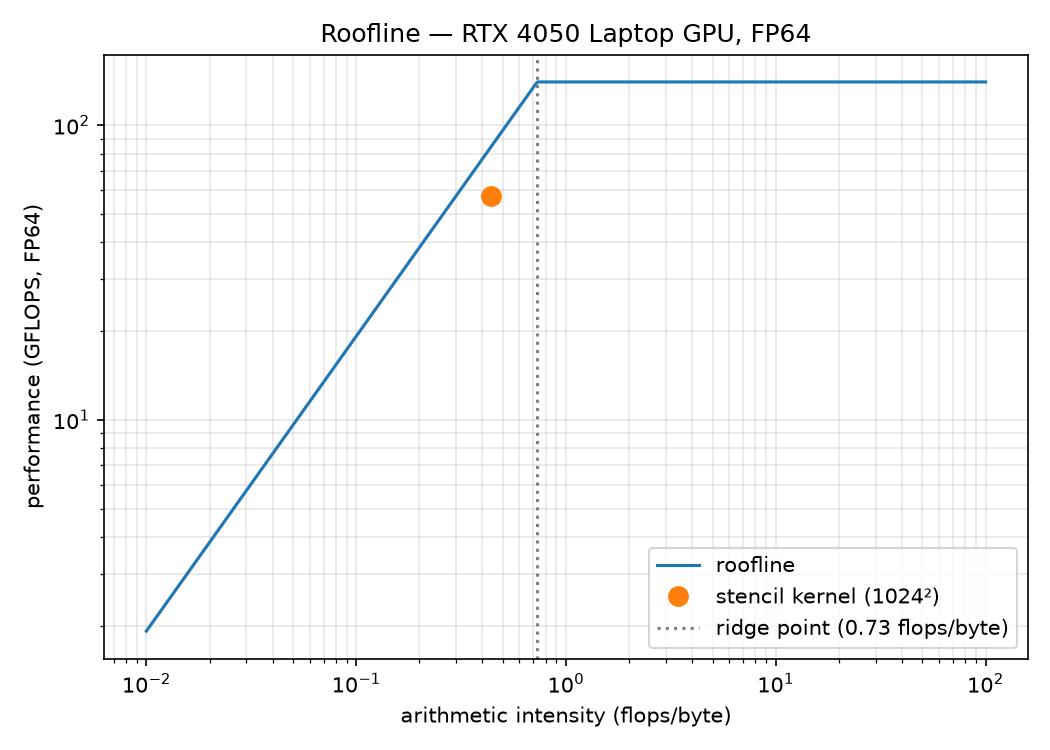 Roofline — RTX 4050 Laptop GPU, FP64
performance (GFLOPS, FP64)
10²
10¹
10⁻²
10⁻¹
10⁰
10¹
10²
arithmetic intensity (flops/byte)
roofline
stencil kernel (1024²)
ridge point (0.73 flops/byte)